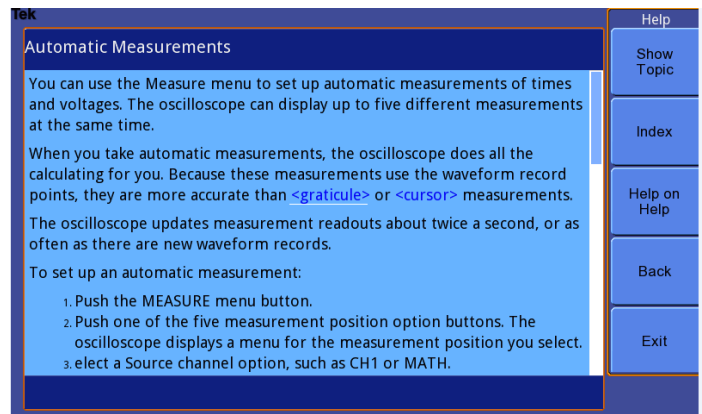 Tek
Help
Automatic Measurements
You can use the Measure menu to set up automatic measurements of times
and voltages. The oscilloscope can display up to five different measurements
at the same time.
When you take automatic measurements, the oscilloscope does all the
calculating for you. Because these measurements use the waveform record
points, they are more accurate than <graticule> or <cursor> measurements.
The oscilloscope updates measurement readouts about twice a second, or as
often as there are new waveform records.
To set up an automatic measurement:
1. Push the MEASURE menu button.
2. Push one of the five measurement position option buttons. The
oscilloscope displays a menu for the measurement position you select.
3. elect a Source channel option, such as CH1 or MATH.
Show
Topic
Index
Help on
Help
Back
Exit